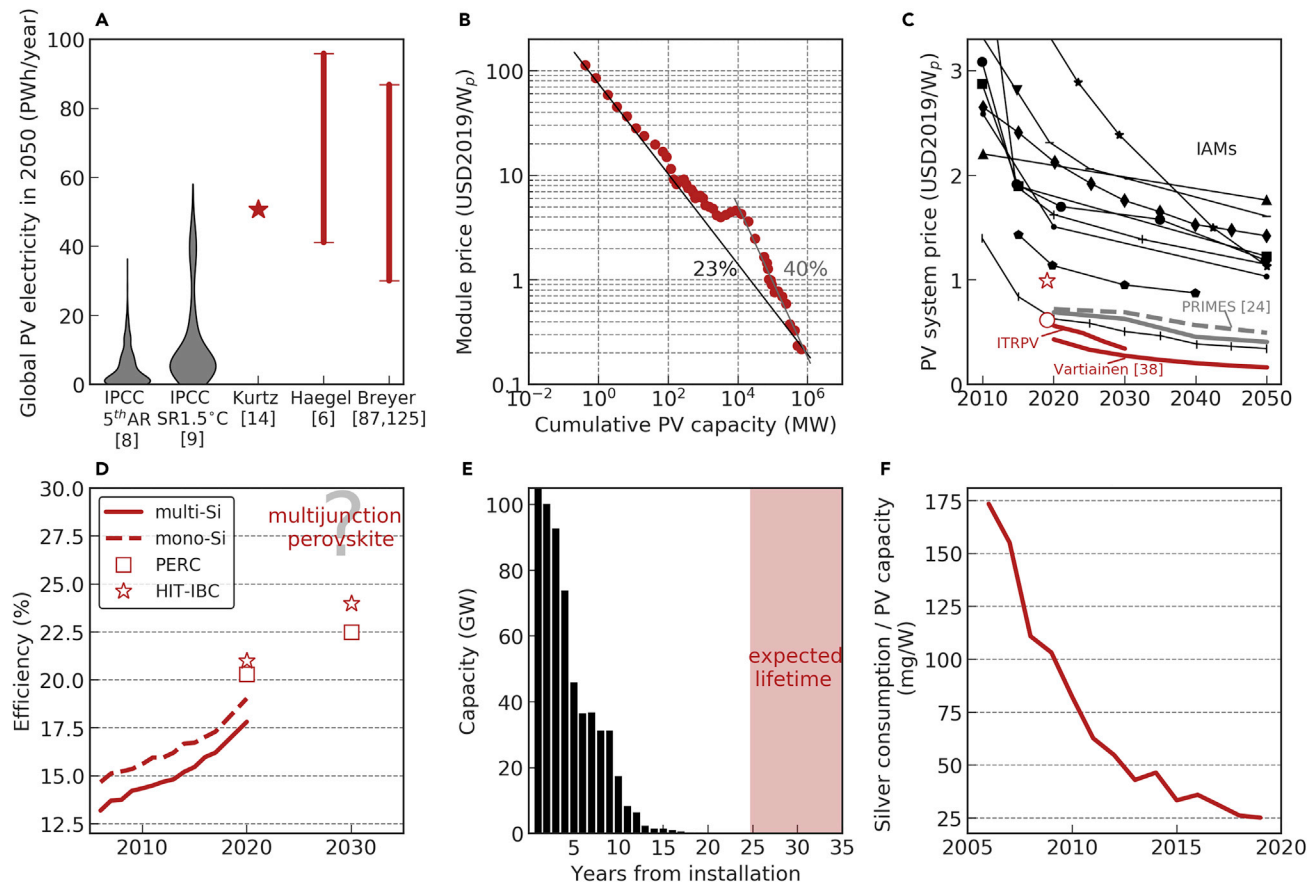 A
Global PV electricity in 2050 (PWh/year)
100
80
60
40
20
0
IPCC
5thAR
[8]
IPCC
SR1.5°C
[9]
Kurtz
[14]
Haegel
[6]
Breyer
[87,125]
B
Module price (USD2019/Wp)
100
10
1
0.1
23%
40%
10−2
100
102
104
106
Cumulative PV capacity (MW)
C
PV system price (USD2019/Wp)
3
2
1
0
IAMs
PRIMES [24]
ITRPV
Vartiainen [38]
2010
2020
2030
2040
2050
D
Efficiency (%)
30.0
27.5
25.0
22.5
20.0
17.5
15.0
12.5
multi-Si
mono-Si
PERC
HIT-IBC
?
multijunction
perovskite
2010
2020
2030
E
Capacity (GW)
100
80
60
40
20
0
expected
lifetime
5
10
15
20
25
30
35
Years from installation
F
Silver consumption / PV capacity
(mg/W)
175
150
125
100
75
50
25
2005
2010
2015
2020